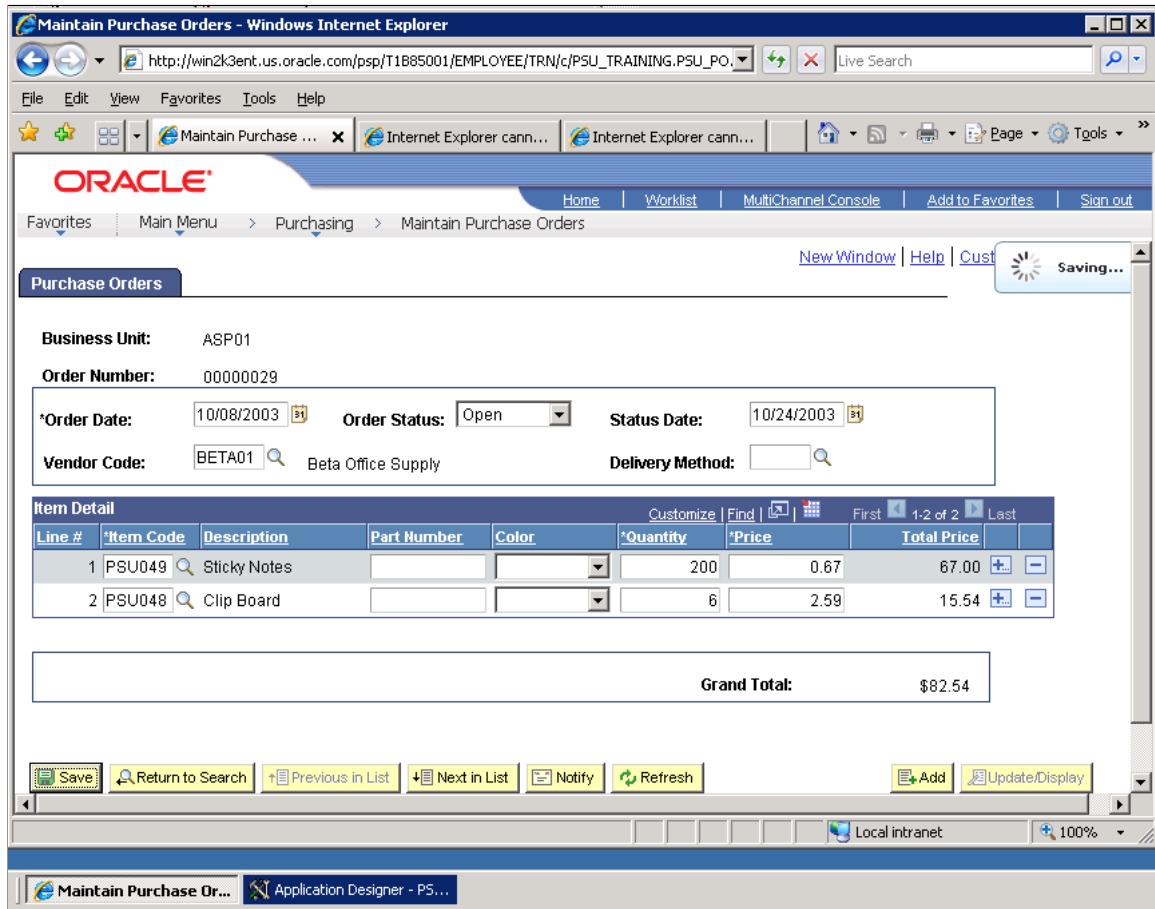 Maintain Purchase Orders - Windows Internet Explorer
http://win2k3ent.us.oracle.com/psp/T1B85001/EMPLOYEE/TRN/c/PSU_TRAINING.PSU_PO. Live Search
File Edit View Favorites Tools Help
Maintain Purchase ... Internet Explorer cann... Internet Explorer cann... Page Tools »
ORACLE
Home | Worklist | MultiChannel Console | Add to Favorites | Sign out
Favorites Main Menu > Purchasing > Maintain Purchase Orders
New Window | Help | Cust
Saving...
Purchase Orders
Business Unit: ASP01
Order Number: 00000029
*Order Date: 10/08/2003 Order Status: Open Status Date: 10/24/2003
Vendor Code: BETA01 Beta Office Supply Delivery Method:
Item Detail Customize | Find | | First 1-2 of 2 Last
Line # *Item Code Description Part Number Color *Quantity *Price Total Price
1 PSU049 Sticky Notes 200 0.67 67.00
2 PSU048 Clip Board 6 2.59 15.54
Grand Total: $82.54
Save Return to Search Previous in List Next in List Notify Refresh Add Update/Display
Local intranet 100%
Maintain Purchase Or... Application Designer - PS...